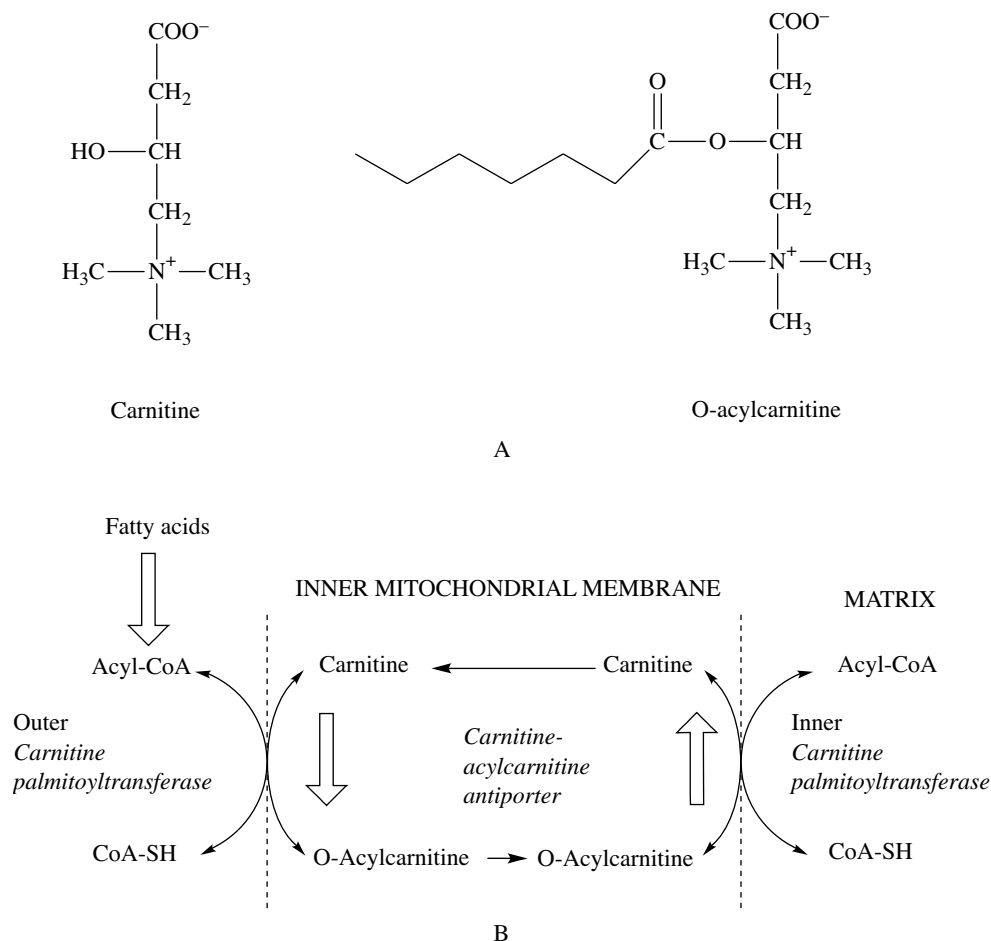 COO⁻
CH₂
HO CH
CH₂
H₃C N⁺ CH₃
CH₃
Carnitine
COO⁻
O CH₂
C O CH
CH₂
H₃C N⁺ CH₃
CH₃
O-acylcarnitine
A
Fatty acids
INNER MITOCHONDRIAL MEMBRANE
MATRIX
Acyl-CoA Carnitine Carnitine Acyl-CoA
Outer
Carnitine
palmitoyltransferase
Carnitine-
acylcarnitine
antiporter
Inner
Carnitine
palmitoyltransferase
CoA-SH O-Acylcarnitine O-Acylcarnitine CoA-SH
B